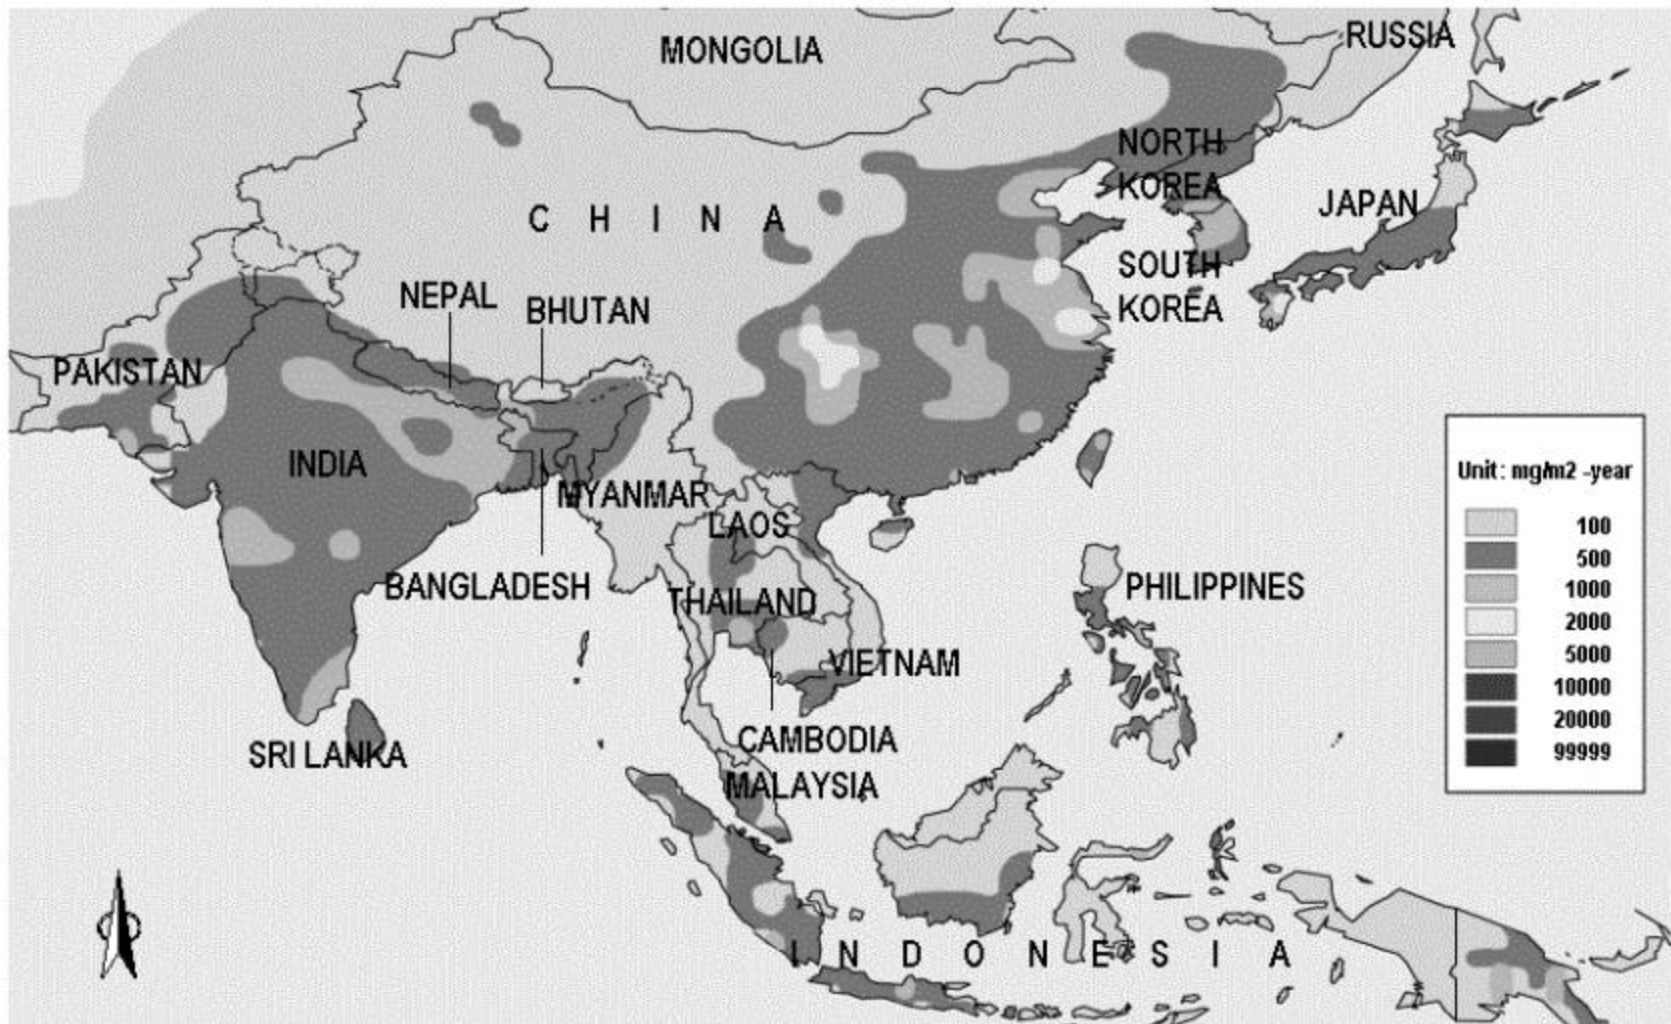 MONGOLIA
RUSSIA
NORTH
KOREA
JAPAN
C H I N A
SOUTH
KOREA
NEPAL
BHUTAN
PAKISTAN
INDIA
MYANMAR
LAOS
BANGLADESH
THAILAND
PHILIPPINES
VIETNAM
CAMBODIA
SRI LANKA
MALAYSIA
I N D O N E S I A
Unit: mg/m2 -year
100
500
1000
2000
5000
10000
20000
99999